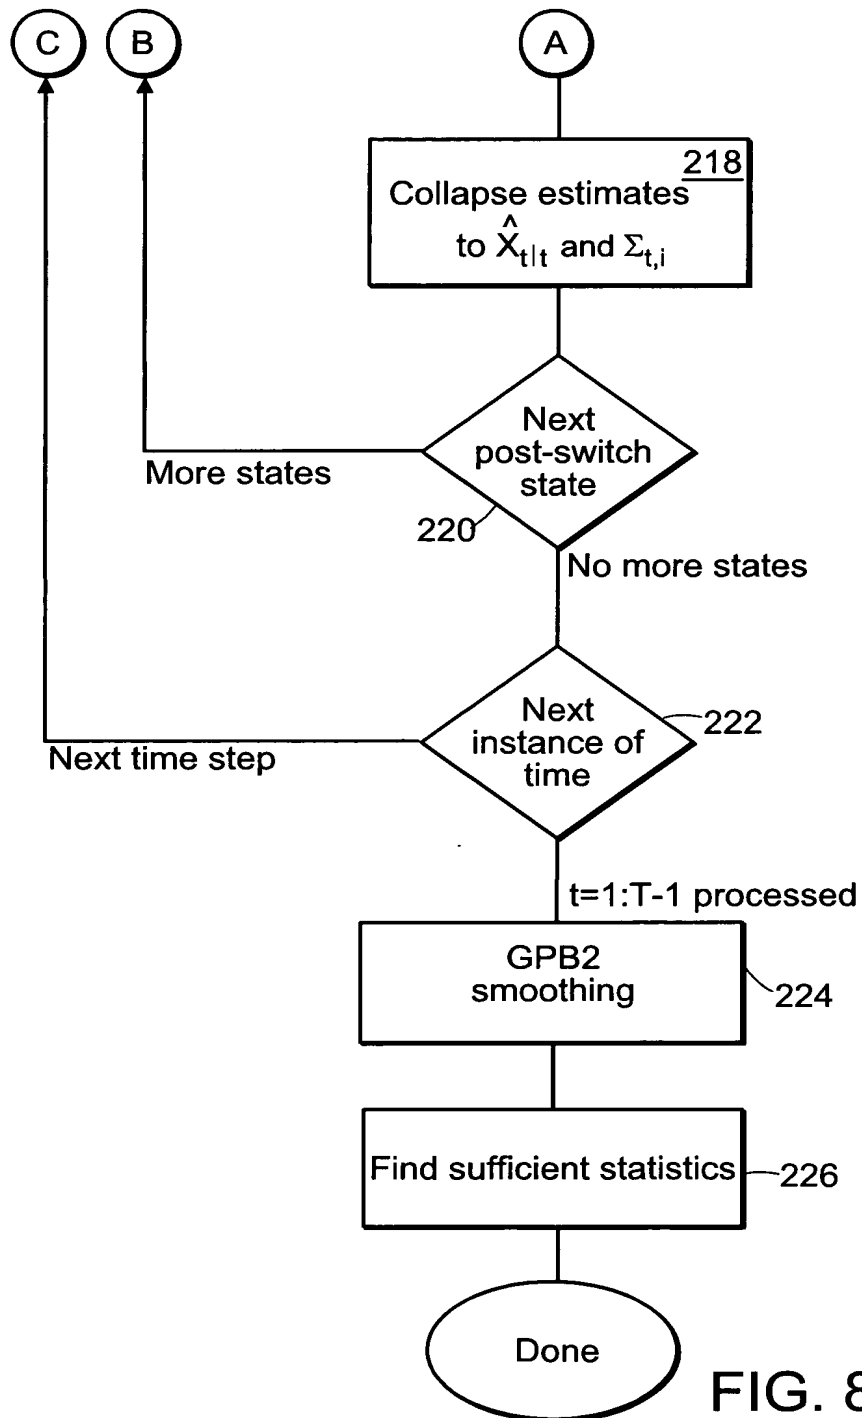 C
B
A
218
Collapse estimates
to X̂t|t and Σt,i
Next
post-switch
state
More states
220
No more states
Next
instance of
time
222
Next time step
t=1:T-1 processed
GPB2
smoothing
224
Find sufficient statistics
226
Done
FIG. 8